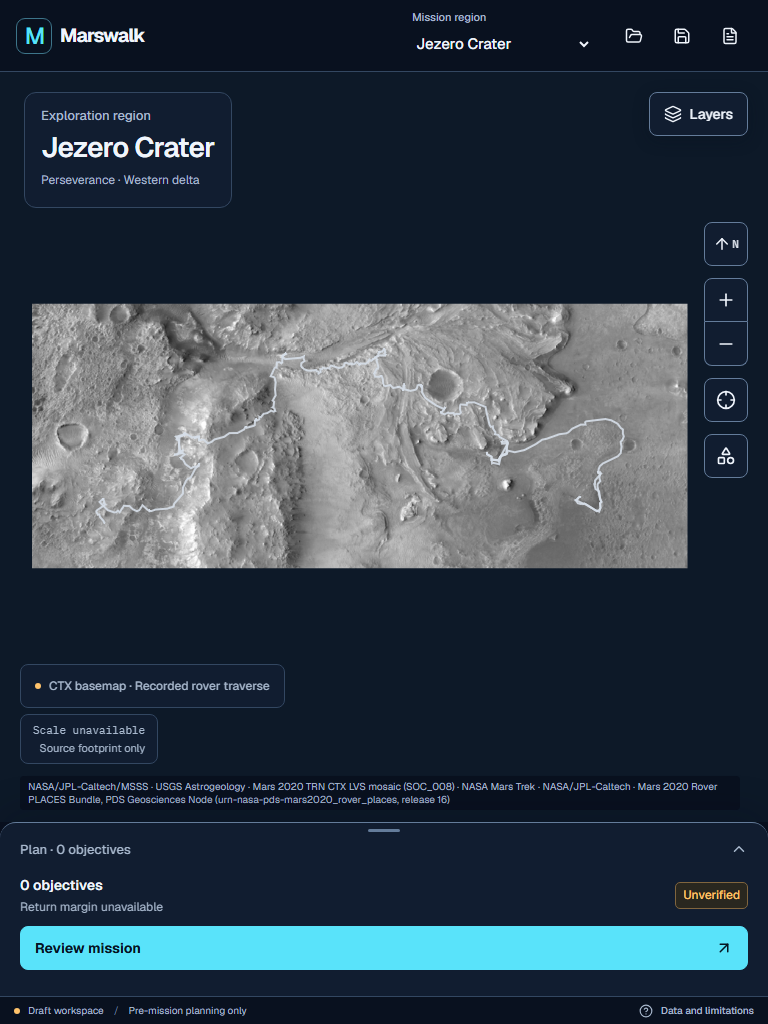 M Marswalk
Mission region
Jezero Crater
Exploration region
Jezero Crater
Perseverance · Western delta
Layers
N
CTX basemap · Recorded rover traverse
Scale unavailable
Source footprint only
NASA/JPL-Caltech/MSSS · USGS Astrogeology · Mars 2020 TRN CTX LVS mosaic (SOC_008) · NASA Mars Trek · NASA/JPL-Caltech · Mars 2020 Rover
PLACES Bundle, PDS Geosciences Node (urn-nasa-pds-mars2020_rover_places, release 16)
Plan · 0 objectives
0 objectives
Return margin unavailable
Unverified
Review mission
Draft workspace / Pre-mission planning only
Data and limitations